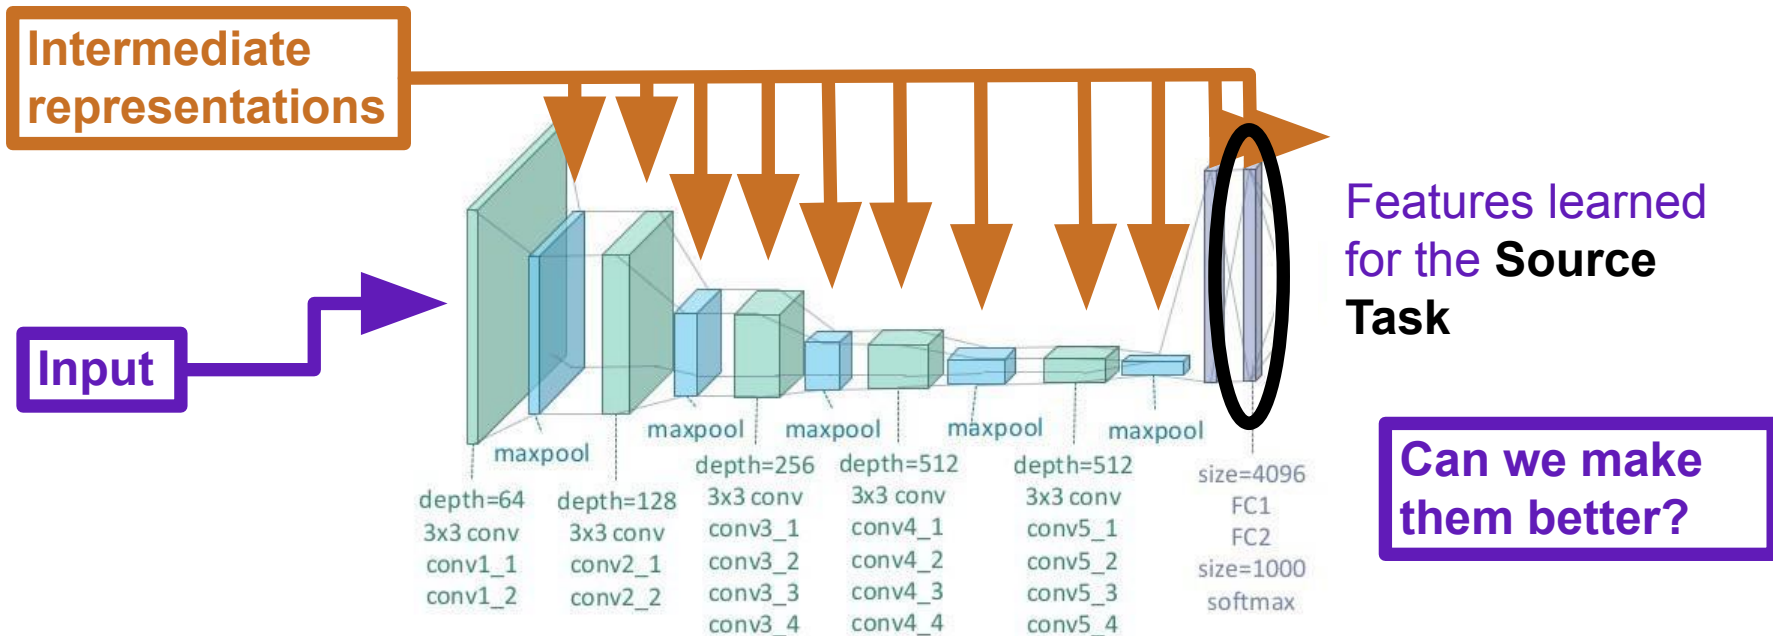 Intermediate
representations
Input
Features learned
for the Source
Task
Can we make
them better?
maxpool
maxpool
maxpool
maxpool
maxpool
depth=64
3x3 conv
conv1_1
conv1_2
depth=128
3x3 conv
conv2_1
conv2_2
depth=256
3x3 conv
conv3_1
conv3_2
conv3_3
conv3_4
depth=512
3x3 conv
conv4_1
conv4_2
conv4_3
conv4_4
depth=512
3x3 conv
conv5_1
conv5_2
conv5_3
conv5_4
size=4096
FC1
FC2
size=1000
softmax